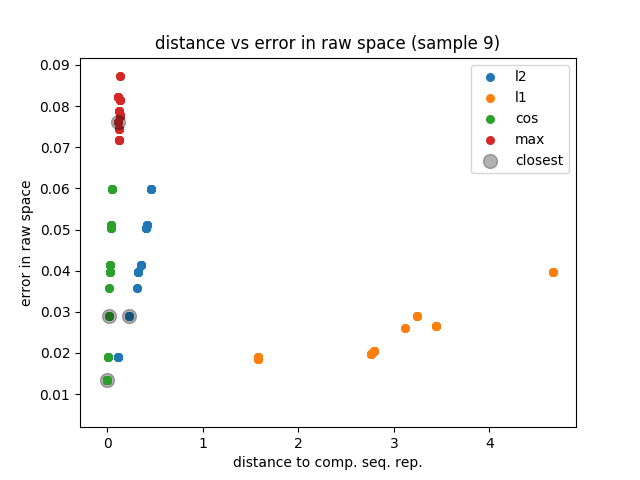 distance vs error in raw space (sample 9)
0.09
0.08
0.07
0.06
0.05
0.04
0.03
0.02
0.01
error in raw space
l2
l1
cos
max
closest
0 1 2 3 4
distance to comp. seq. rep.